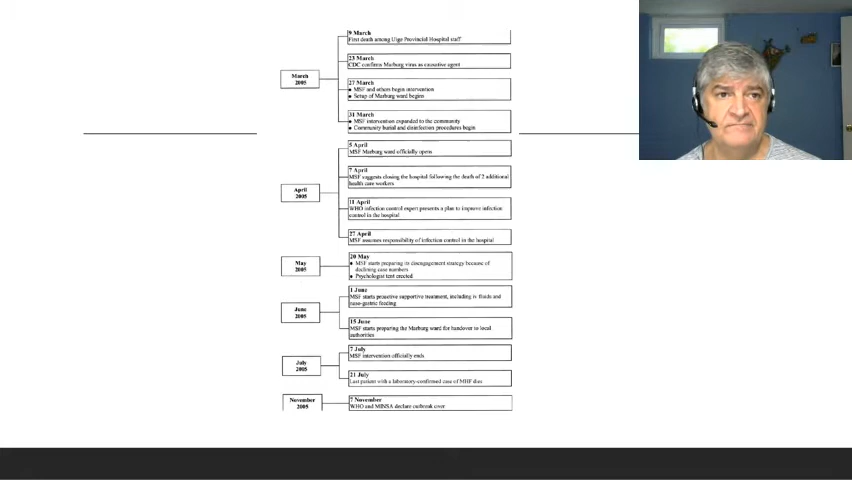 March
2005
9 March
First death among Uige Provincial Hospital staff
23 March
CDC confirms Marburg virus as causative agent
27 March
● MSF and others begin intervention
● Setup of Marburg ward begins
31 March
● MSF intervention expanded to the community
● Community burial and disinfection procedures begin
April
2005
5 April
MSF Marburg ward officially opens
7 April
MSF suggests closing the hospital following the death of 2 additional
health care workers
11 April
WHO infection control expert presents a plan to improve infection
control in the hospital
27 April
MSF assumes responsibility of infection control in the hospital
May
2005
20 May
● MSF starts preparing its disengagement strategy because of
declining case numbers
● Psychologist tent erected
June
2005
1 June
MSF starts proactive supportive treatment, including iv fluids and
naso-gastric feeding
15 June
MSF starts preparing the Marburg ward for handover to local
authorities
July
2005
7 July
MSF intervention officially ends
21 July
Last patient with a laboratory-confirmed case of MHF dies
November
2005
7 November
WHO and MINSA declare outbreak over